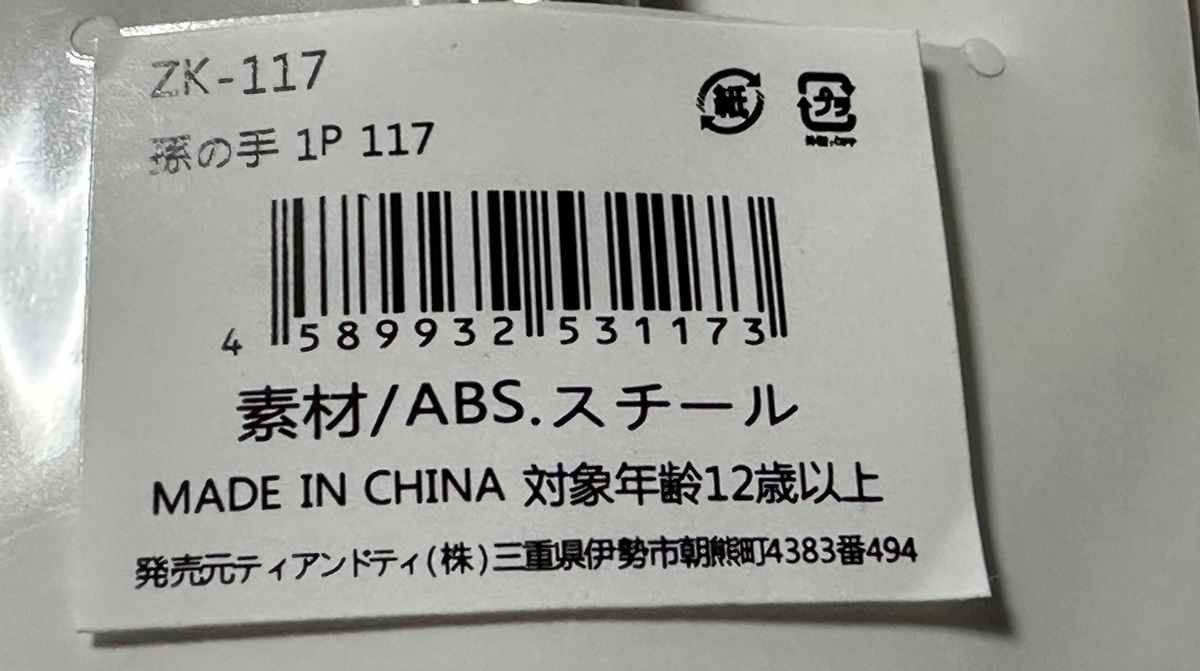 ZK-117
紙 プラ
孫の手 1P 117
4 589932 531173
素材/ABS.スチール
MADE IN CHINA 対象年齢12歳以上
発売元ティアンドティ(株)三重県伊勢市朝熊町4383番494